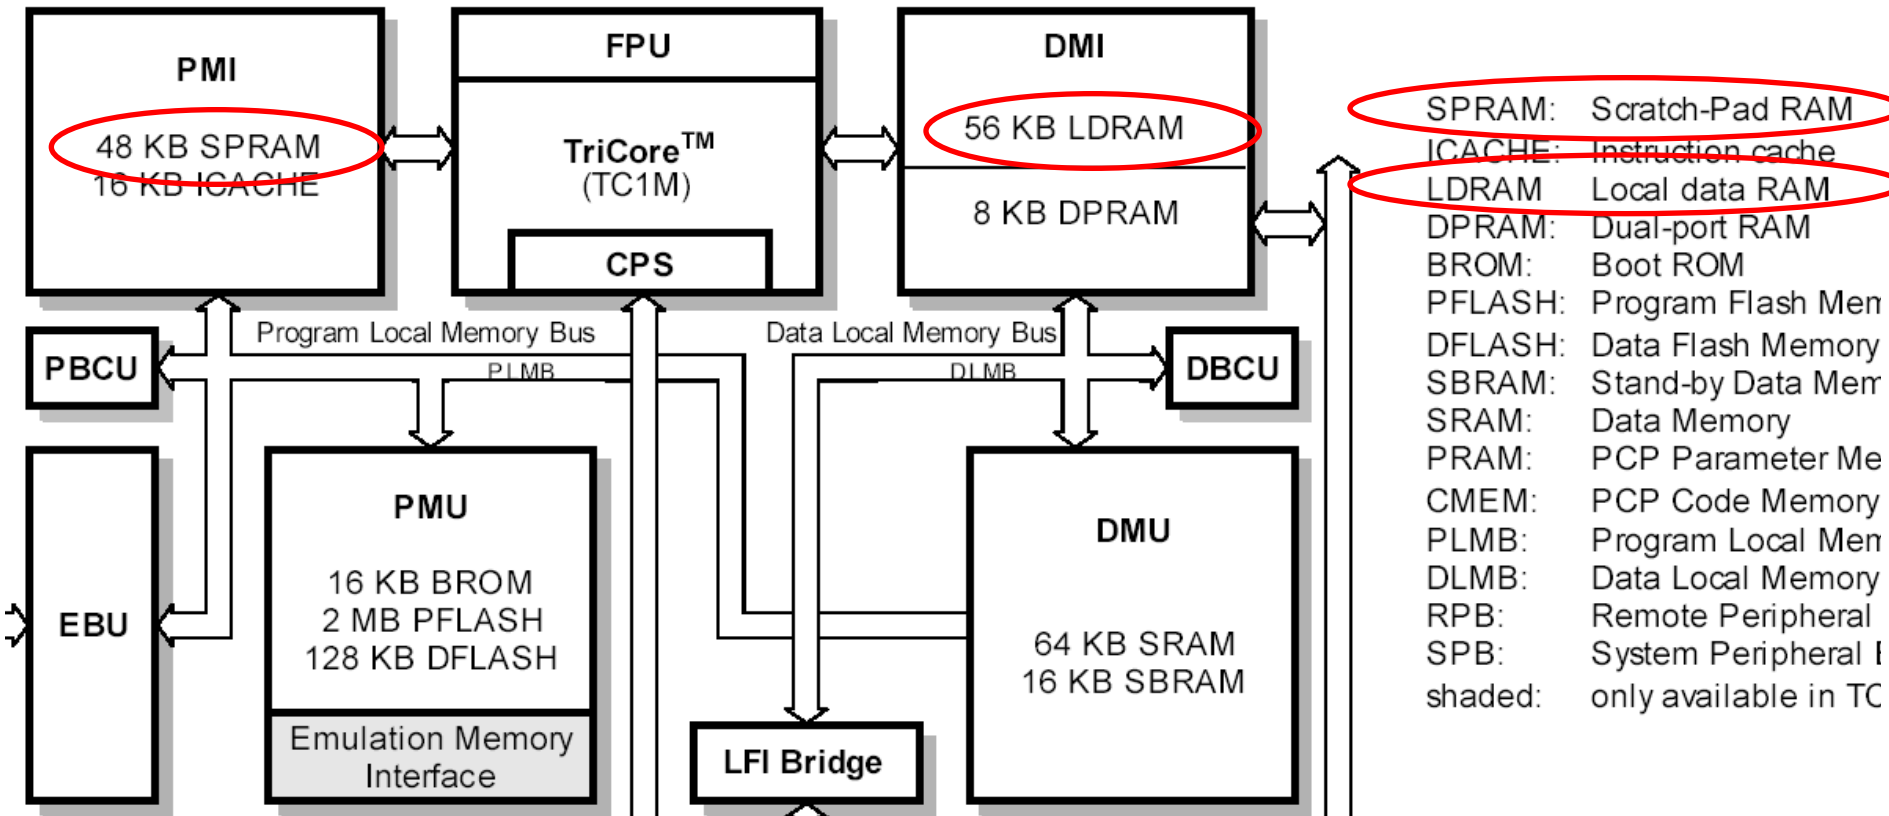 PMI
48 KB SPRAM
16 KB ICACHE
FPU
TriCore™
(TC1M)
CPS
DMI
56 KB LDRAM
8 KB DPRAM
Program Local Memory Bus
PLMB
Data Local Memory Bus
DLMB
PBCU
DBCU
EBU
PMU
16 KB BROM
2 MB PFLASH
128 KB DFLASH
Emulation Memory
Interface
LFI Bridge
DMU
64 KB SRAM
16 KB SBRAM
SPRAM: Scratch-Pad RAM
ICACHE: Instruction cache
LDRAM Local data RAM
DPRAM: Dual-port RAM
BROM: Boot ROM
PFLASH: Program Flash Mem
DFLASH: Data Flash Memory
SBRAM: Stand-by Data Mem
SRAM: Data Memory
PRAM: PCP Parameter Me
CMEM: PCP Code Memory
PLMB: Program Local Mem
DLMB: Data Local Memory
RPB: Remote Peripheral
SPB: System Peripheral
shaded: only available in TC